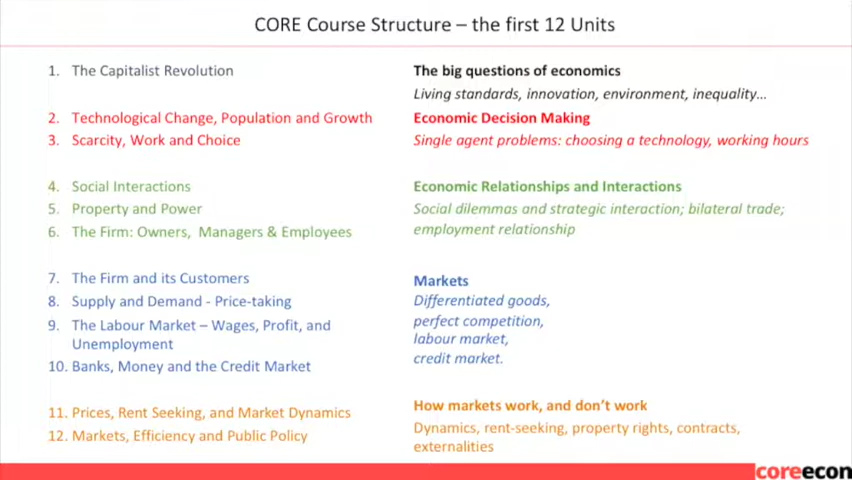 CORE Course Structure – the first 12 Units
1. The Capitalist Revolution
The big questions of economics
Living standards, innovation, environment, inequality…
2. Technological Change, Population and Growth
3. Scarcity, Work and Choice
Economic Decision Making
Single agent problems: choosing a technology, working hours
4. Social Interactions
5. Property and Power
6. The Firm: Owners, Managers & Employees
Economic Relationships and Interactions
Social dilemmas and strategic interaction; bilateral trade;
employment relationship
7. The Firm and its Customers
8. Supply and Demand - Price-taking
9. The Labour Market – Wages, Profit, and
Unemployment
10. Banks, Money and the Credit Market
Markets
Differentiated goods,
perfect competition,
labour market,
credit market.
11. Prices, Rent Seeking, and Market Dynamics
12. Markets, Efficiency and Public Policy
How markets work, and don't work
Dynamics, rent-seeking, property rights, contracts,
externalities
coreecon